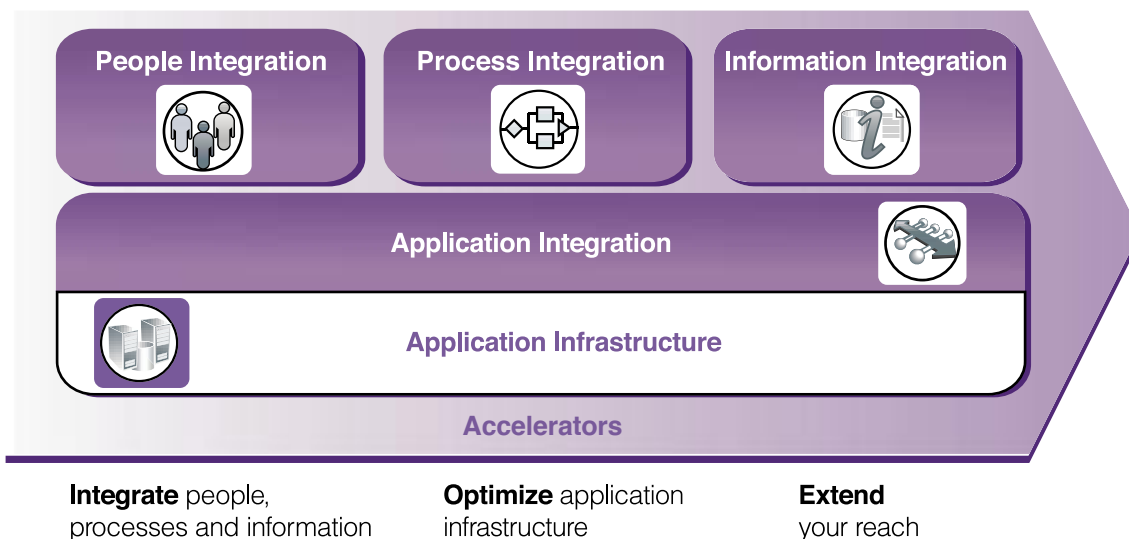 People Integration
Process Integration
Information Integration
Application Integration
Application Infrastructure
Accelerators
Integrate people,
processes and information
Optimize application
infrastructure
Extend
your reach